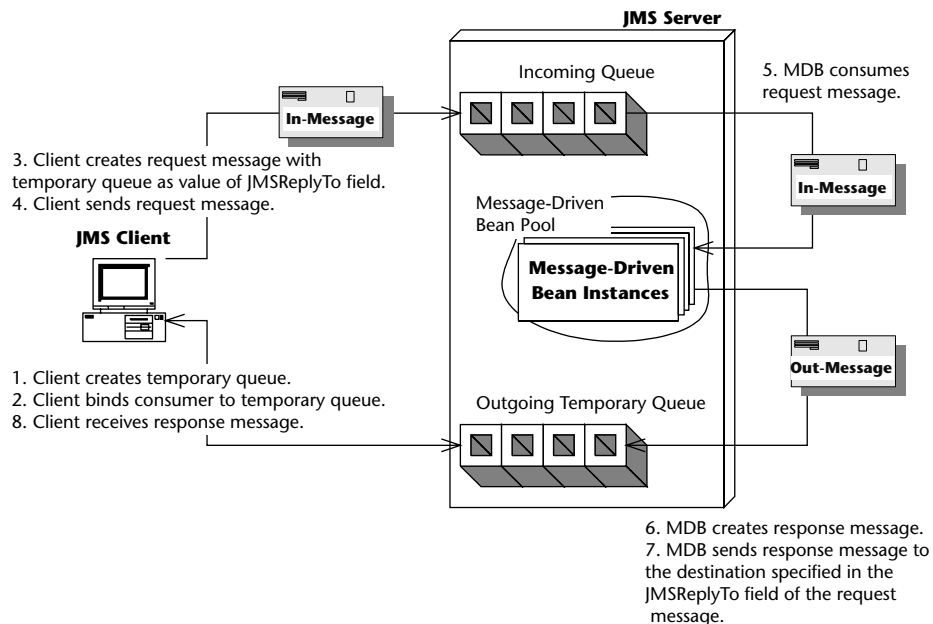 JMS Server
Incoming Queue
5. MDB consumes
request message.
In-Message
3. Client creates request message with
temporary queue as value of JMSReplyTo field.
4. Client sends request message.
In-Message
JMS Client
Message-Driven
Bean Pool
Message-Driven
Bean Instances
Out-Message
1. Client creates temporary queue.
2. Client binds consumer to temporary queue.
8. Client receives response message.
Outgoing Temporary Queue
6. MDB creates response message.
7. MDB sends response message to
the destination specified in the
JMSReplyTo field of the request
message.